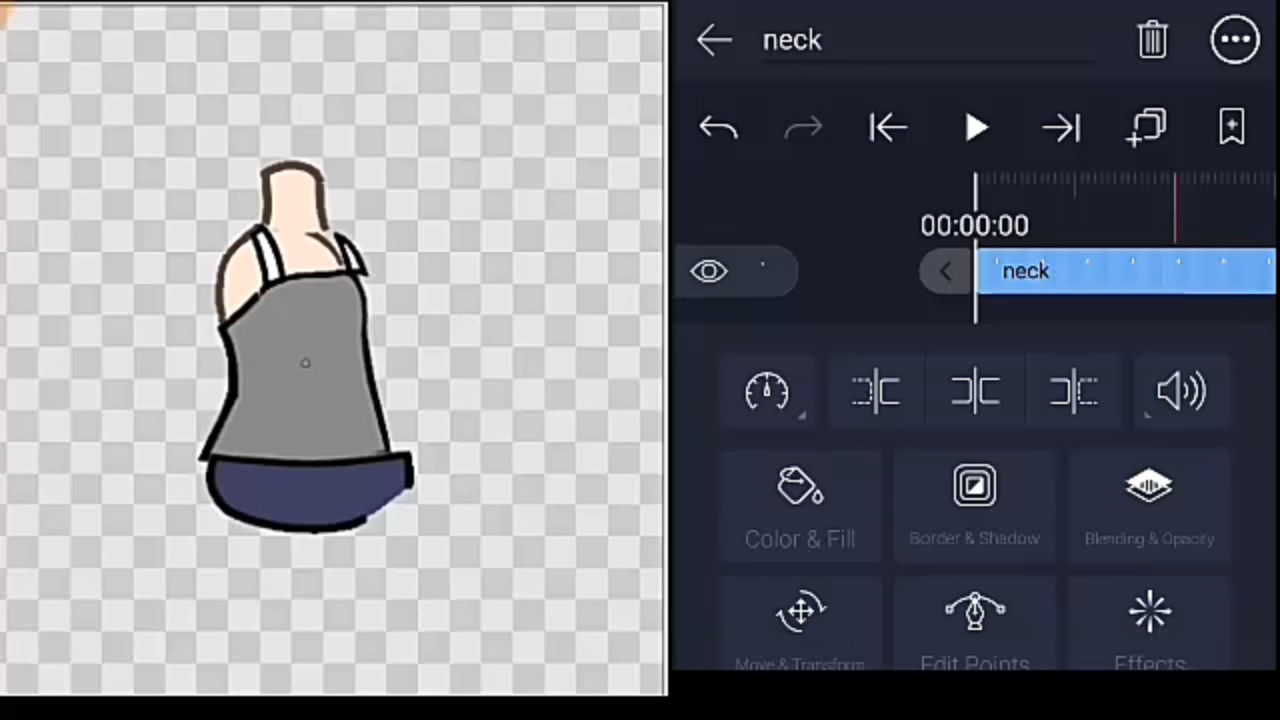 neck
00:00:00
neck
Color & Fill
Border & Shadow
Blending & Opacity
Move & Transform
Edit Points
Effects